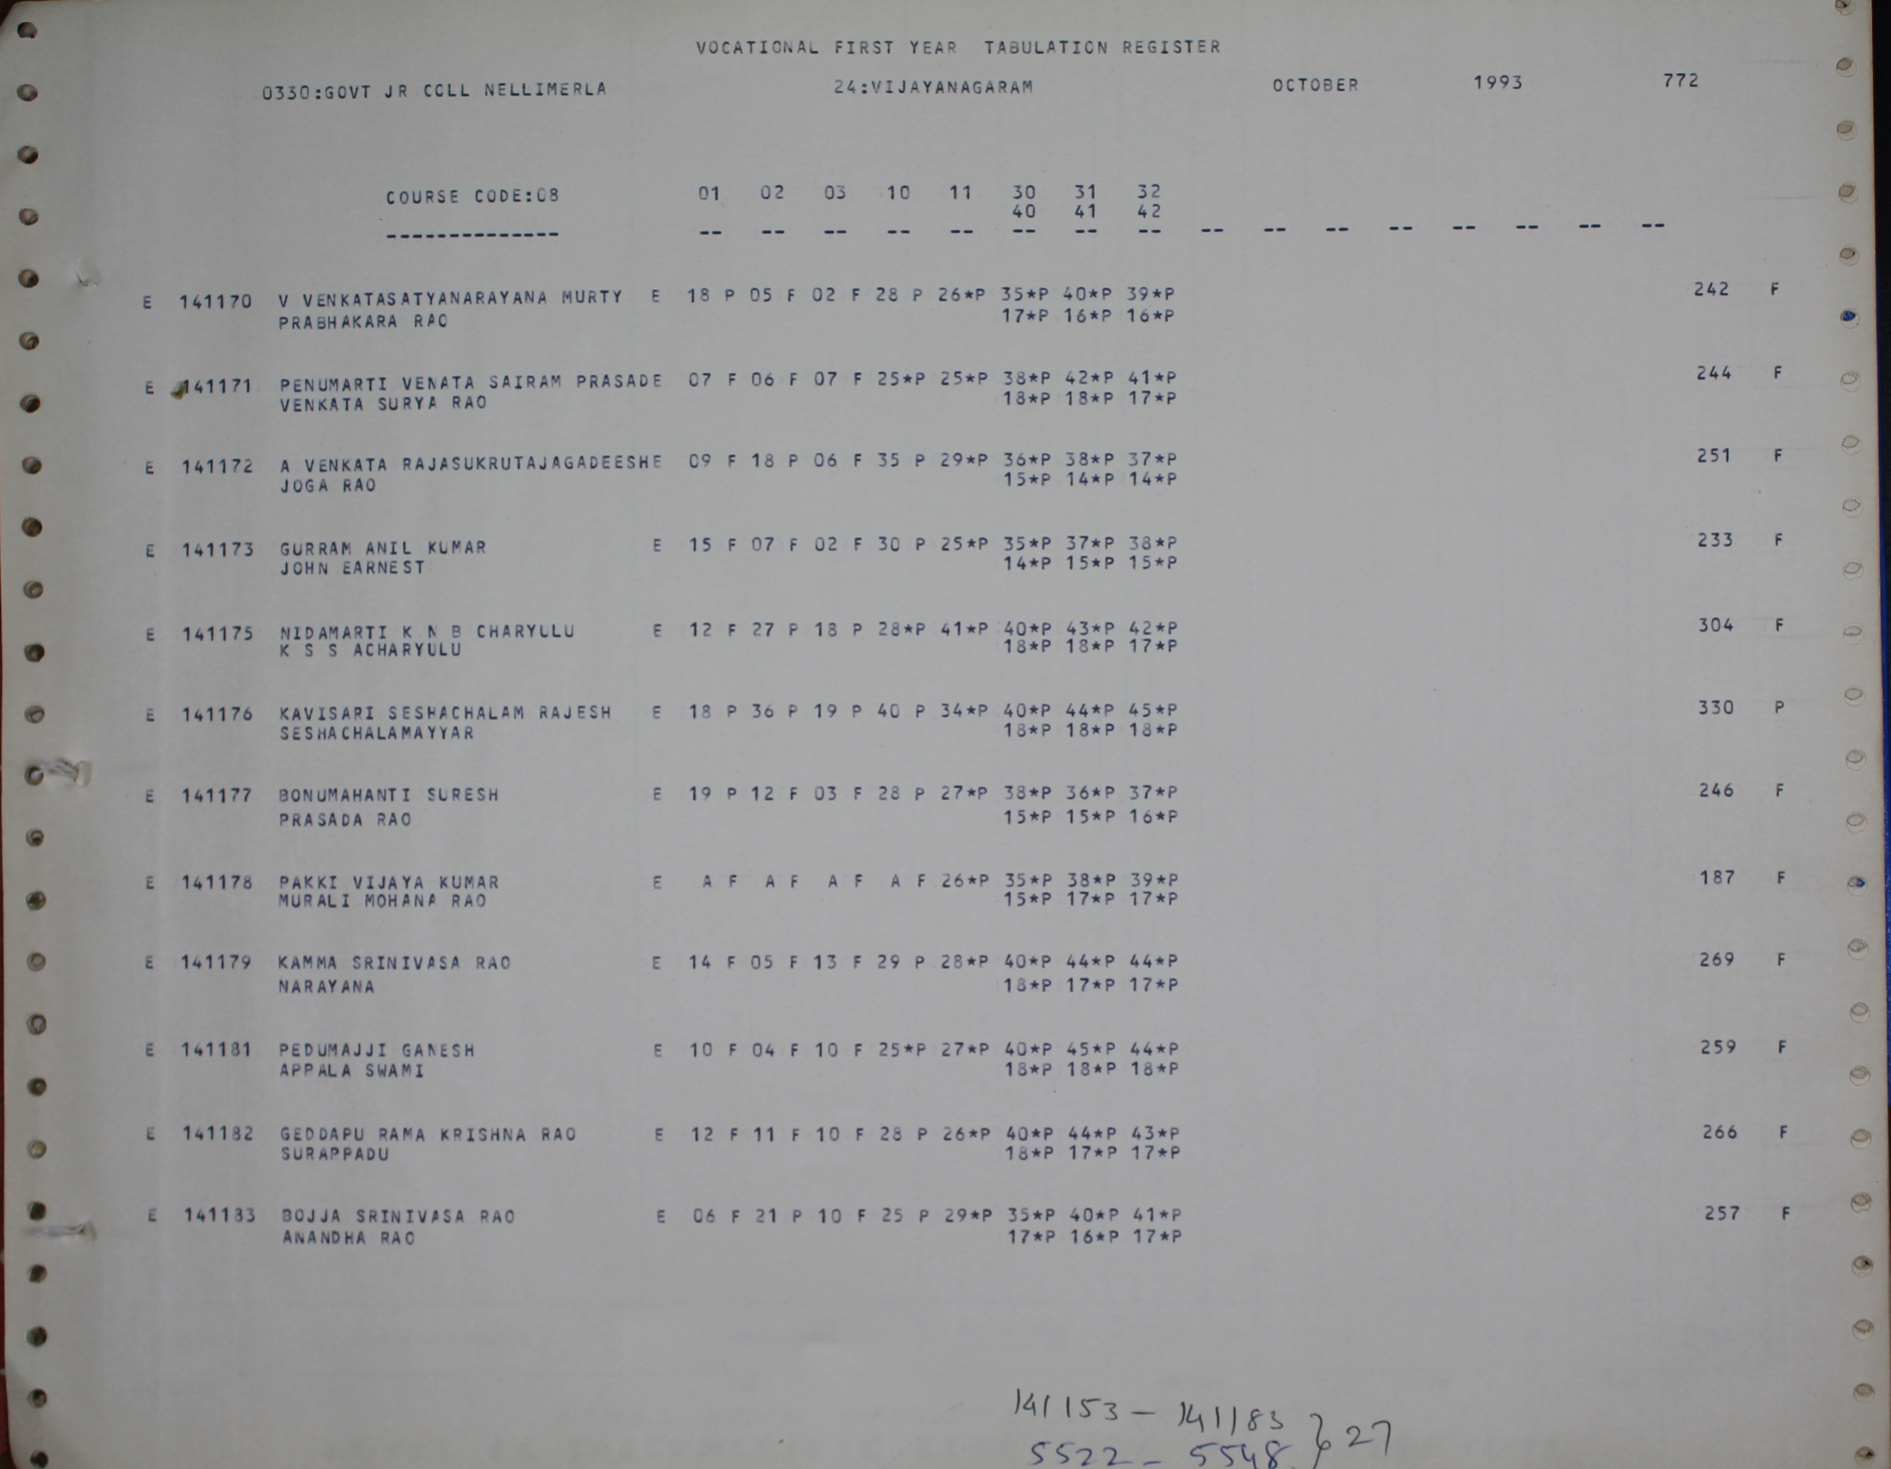 VOCATIONAL FIRST YEAR TABULATION REGISTER
0330:GOVT JR COLL NELLIMERLA 24:VIJAYANAGARAM OCTOBER 1993 772
COURSE CODE:08 01 02 03 10 11 30 31 32
40 41 42
-------------- -- -- -- -- -- -- -- -- -- -- -- -- -- -- -- --
E 141170 V VENKATASATYANARAYANA MURTY E 18 P 05 F 02 F 28 P 26*P 35*P 40*P 39*P 242 F
PRABHAKARA RAO 17*P 16*P 16*P
E 141171 PENUMARTI VENATA SAIRAM PRASADE 07 F 06 F 07 F 25*P 25*P 38*P 42*P 41*P 244 F
VENKATA SURYA RAO 18*P 18*P 17*P
E 141172 A VENKATA RAJASUKRUTAJAGADEESHE 09 F 18 P 06 F 35 P 29*P 36*P 38*P 37*P 251 F
JOGA RAO 15*P 14*P 14*P
E 141173 GURRAM ANIL KUMAR E 15 F 07 F 02 F 30 P 25*P 35*P 37*P 38*P 233 F
JOHN EARNEST 14*P 15*P 15*P
E 141175 NIDAMARTI K N B CHARYULU E 12 F 27 P 18 P 28*P 41*P 40*P 43*P 42*P 304 F
K S S ACHARYULU 18*P 18*P 17*P
E 141176 KAVISARI SESHACHALAM RAJESH E 18 P 36 P 19 P 40 P 34*P 40*P 44*P 45*P 330 P
SESHACHALAMAYYAR 18*P 18*P 18*P
E 141177 BONUMAHANTI SURESH E 19 P 12 F 03 F 28 P 27*P 38*P 36*P 37*P 246 F
PRASADA RAO 15*P 15*P 16*P
E 141178 PAKKI VIJAYA KUMAR E A F A F A F A F 26*P 35*P 38*P 39*P 187 F
MURALI MOHANA RAO 15*P 17*P 17*P
E 141179 KAMMA SRINIVASA RAO E 14 F 05 F 13 F 29 P 28*P 40*P 44*P 44*P 269 F
NARAYANA 18*P 17*P 17*P
E 141181 PEDUMAJJI GANESH E 10 F 04 F 10 F 25*P 27*P 40*P 45*P 44*P 259 F
APPALA SWAMI 18*P 18*P 18*P
E 141182 GEDDAPU RAMA KRISHNA RAO E 12 F 11 F 10 F 28 P 26*P 40*P 44*P 43*P 266 F
SURAPPADU 18*P 17*P 17*P
E 141183 BOJJA SRINIVASA RAO E 06 F 21 P 10 F 25 P 29*P 35*P 40*P 41*P 257 F
ANANDHA RAO 17*P 16*P 17*P
141153 - 141183 } 27
5522 - 5548